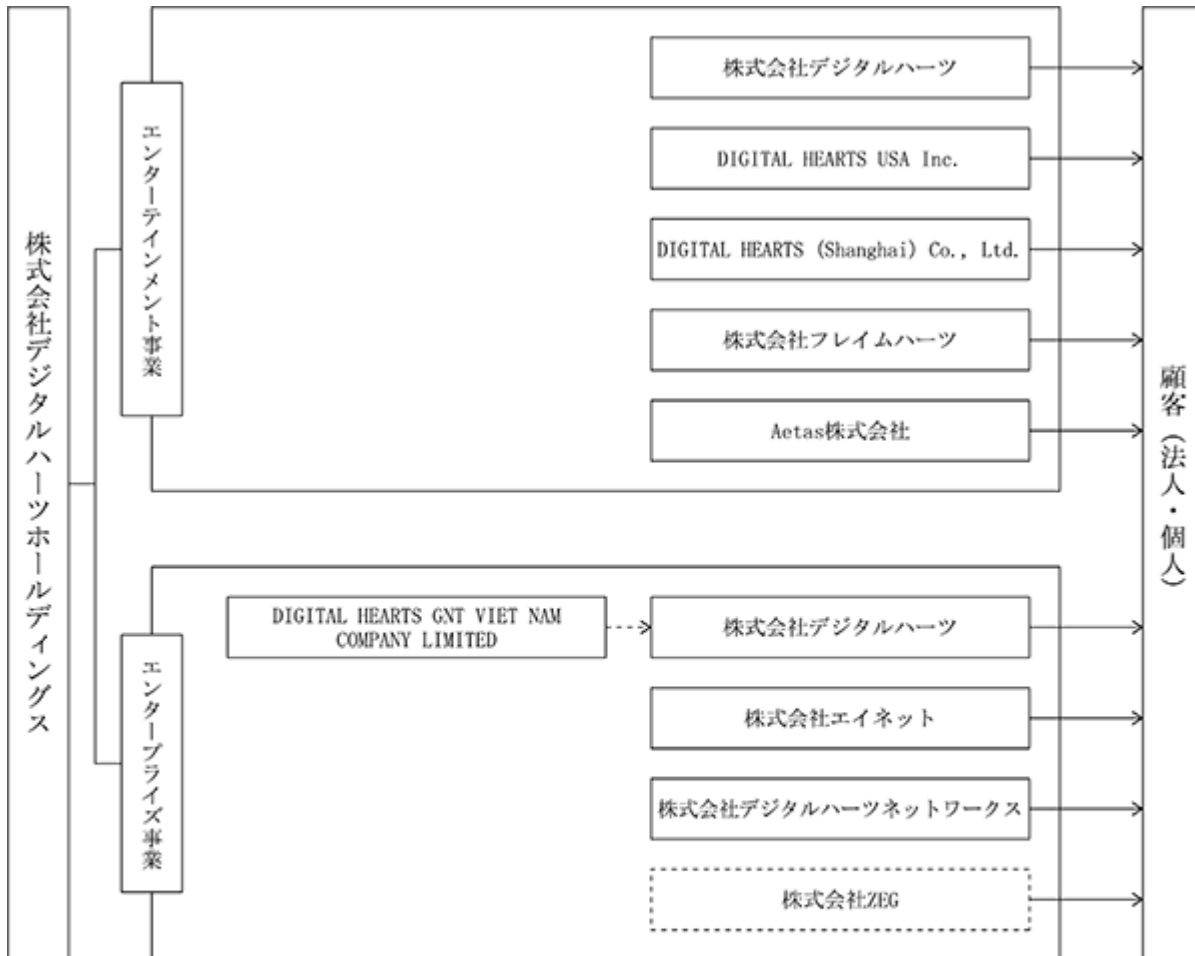 株式会社デジタルハーツホールディングス
エンターテインメント事業
株式会社デジタルハーツ
DIGITAL HEARTS USA Inc.
DIGITAL HEARTS (Shanghai) Co., Ltd.
株式会社フレイムハーツ
Aetas株式会社
エンタープライズ事業
DIGITAL HEARTS GNT VIET NAM
COMPANY LIMITED
株式会社デジタルハーツ
株式会社エイネット
株式会社デジタルハーツネットワークス
株式会社ZEG
顧客(法人・個人)